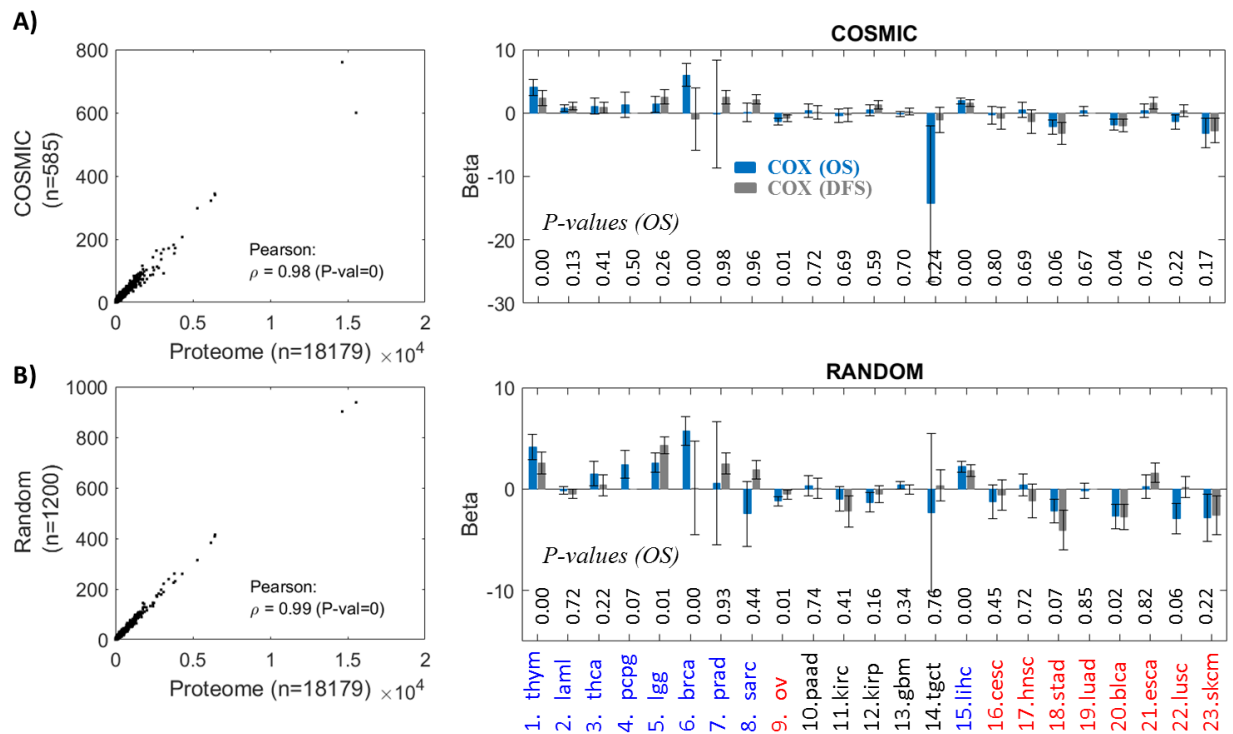 A)
800
600
400
200
0
COSMIC
(n=585)
Pearson:
ρ = 0.98 (P-val=0)
0 0.5 1 1.5 2
Proteome (n=18179) ×10⁴
COSMIC
10
0
-10
-20
-30
Beta
COX (OS)
COX (DFS)
P-values (OS)
0.00 0.13 0.41 0.50 0.26 0.00 0.98 0.96 0.01 0.72 0.69 0.59 0.70 0.24 0.00 0.80 0.69 0.06 0.67 0.04 0.76 0.22 0.17
B)
1000
800
600
400
200
0
Random
(n=1200)
Pearson:
ρ = 0.99 (P-val=0)
0 0.5 1 1.5 2
Proteome (n=18179) ×10⁴
RANDOM
10
0
-10
Beta
P-values (OS)
0.00 0.72 0.22 0.07 0.01 0.00 0.93 0.44 0.01 0.74 0.41 0.16 0.34 0.76 0.00 0.45 0.72 0.07 0.85 0.02 0.82 0.06 0.22
1. thym
2. laml
3. thca
4. pcpg
5. lgg
6. brca
7. prad
8. sarc
9. ov
10.paad
11.kirc
12.kirp
13.gbm
14.tgct
15.lihc
16.cesc
17.hnsc
18.stad
19.luad
20.blca
21.esca
22.lusc
23.skcm